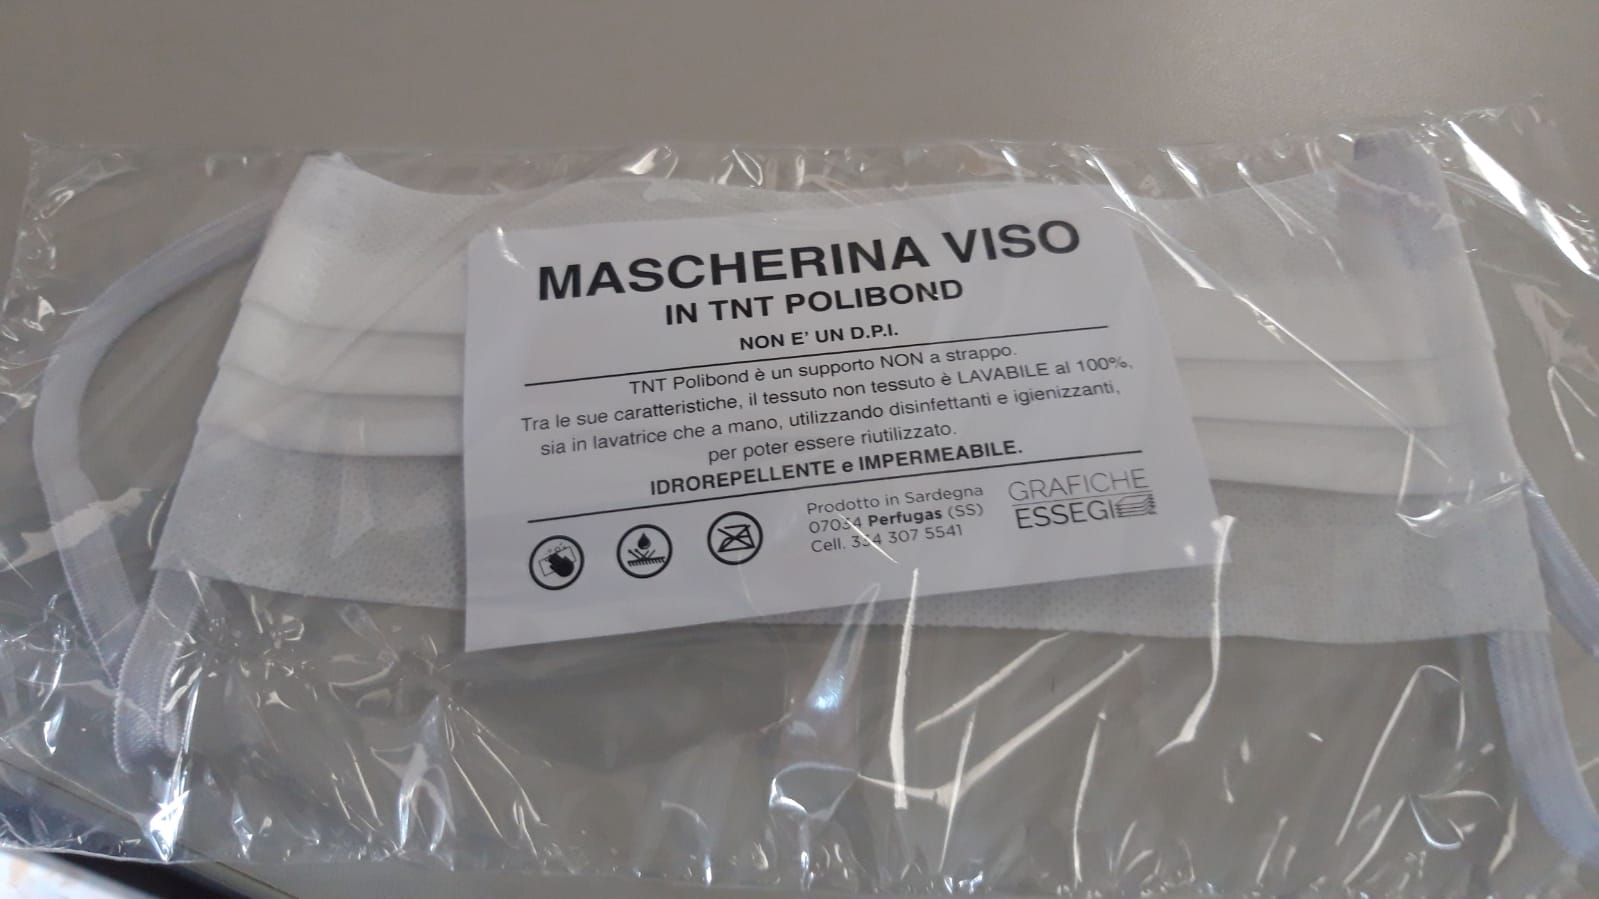 MASCHERINA VISO
IN TNT POLIBOND
NON E' UN D.P.I.
TNT Polibond è un supporto NON a strappo.
Tra le sue caratteristiche, il tessuto non tessuto è LAVABILE al 100%,
sia in lavatrice che a mano, utilizzando disinfettanti e igienizzanti,
per poter essere riutilizzato.
IDROREPELLENTE e IMPERMEABILE.
Prodotto in Sardegna
07034 Perfugas (SS)
Cell. 334 307 5541
GRAFICHE
ESSEGI